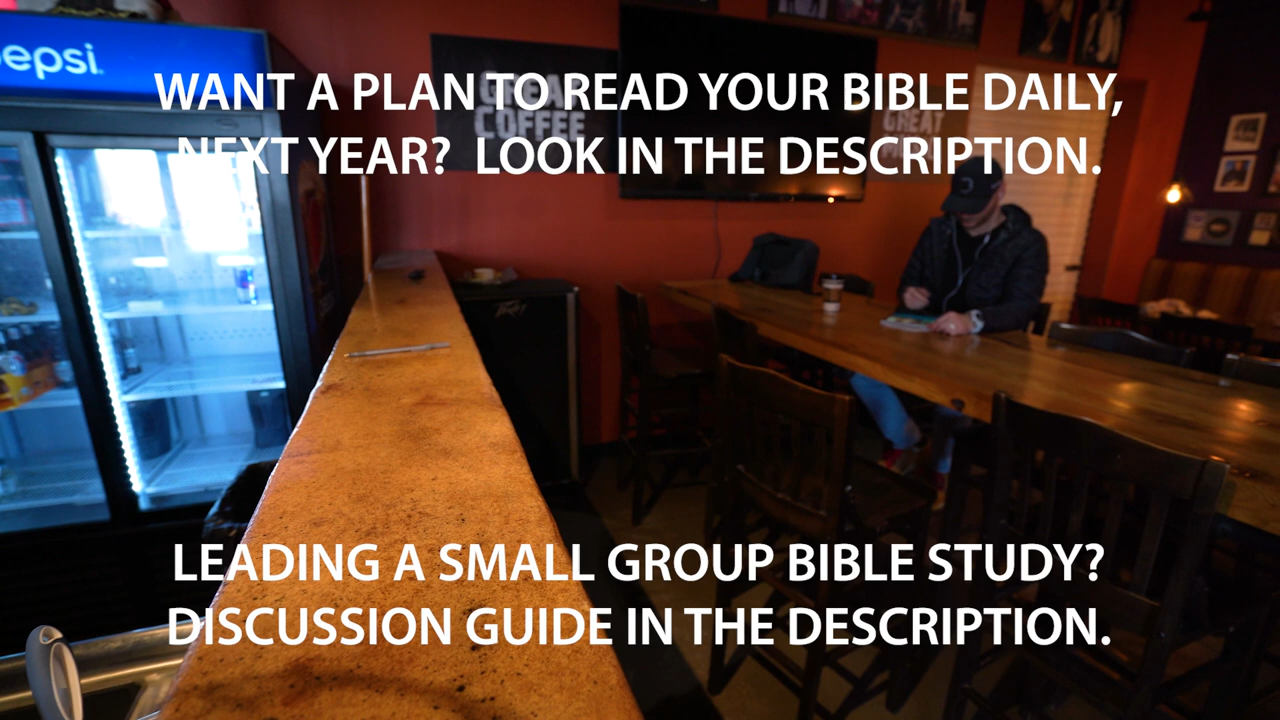 epsi.
WANT A PLAN TO READ YOUR BIBLE DAILY,
NEXT YEAR? LOOK IN THE DESCRIPTION.
GREAT
COFFEE
GREAT
LEADING A SMALL GROUP BIBLE STUDY?
DISCUSSION GUIDE IN THE DESCRIPTION.